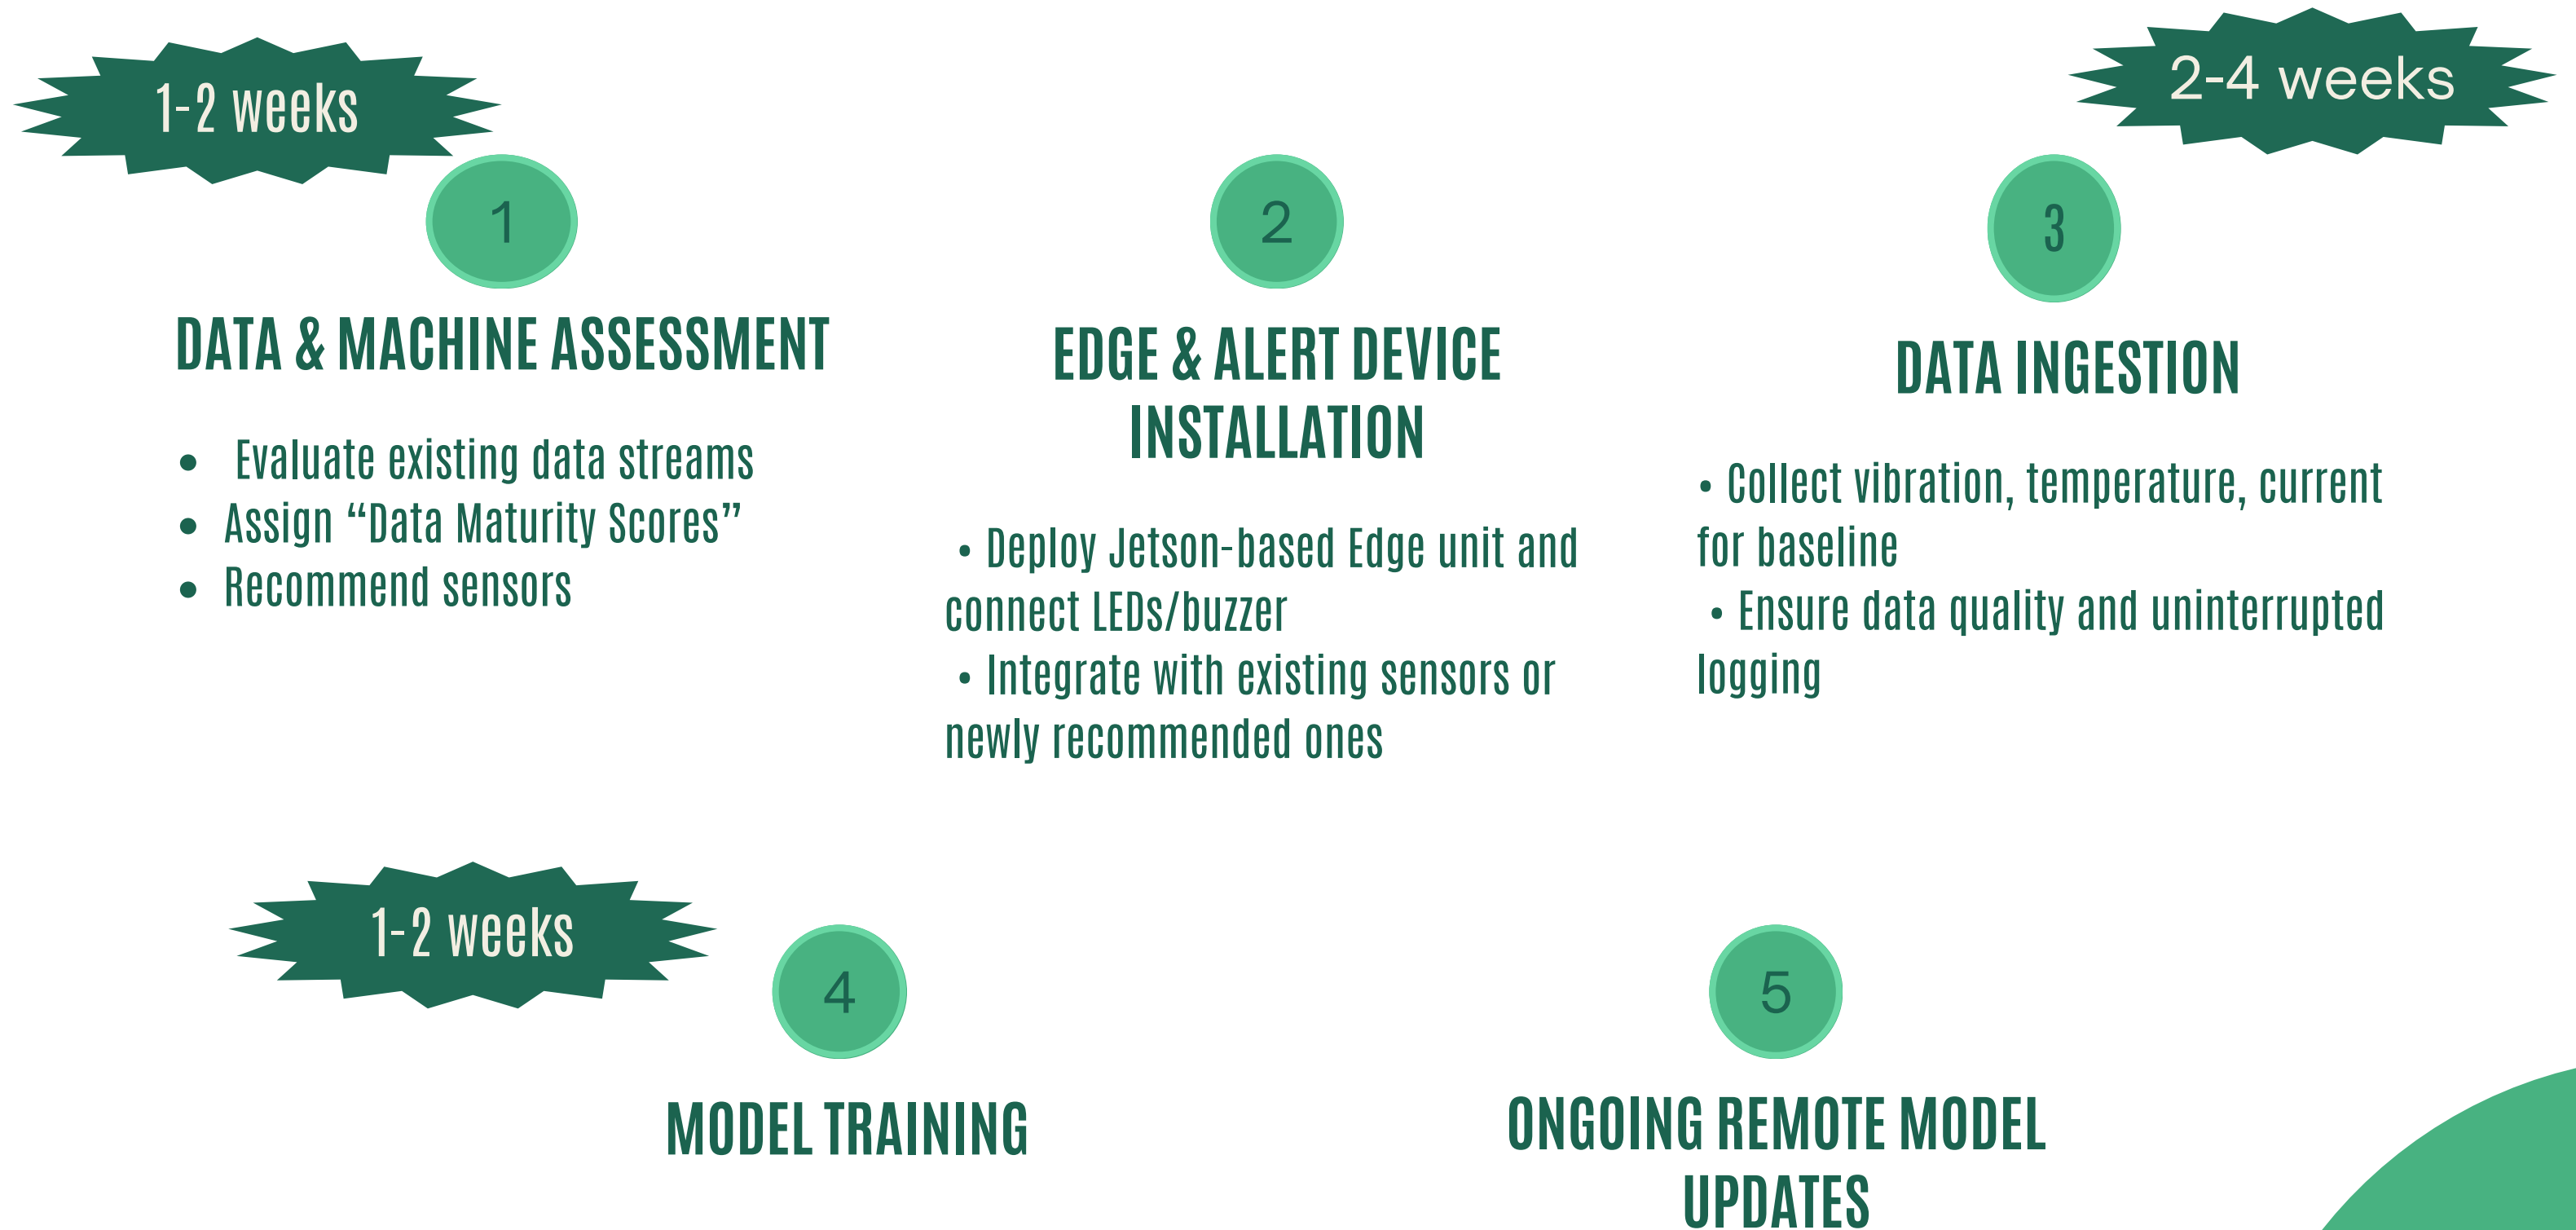 1-2 weeks
2-4 weeks
1
2
3
DATA & MACHINE ASSESSMENT
• Evaluate existing data streams
• Assign “Data Maturity Scores”
• Recommend sensors
EDGE & ALERT DEVICE
INSTALLATION
• Deploy Jetson-based Edge unit and
connect LEDs/buzzer
• Integrate with existing sensors or
newly recommended ones
DATA INGESTION
• Collect vibration, temperature, current
for baseline
• Ensure data quality and uninterrupted
logging
1-2 weeks
4
MODEL TRAINING
5
ONGOING REMOTE MODEL
UPDATES